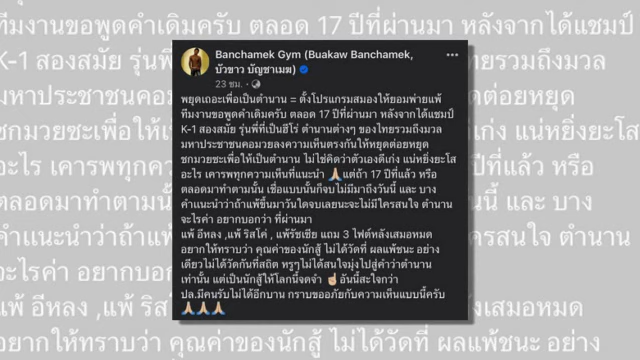 Banchamek Gym (Buakaw Banchamek,
บัวขาว บัญชาเมฆ)
23 ชม. ·
พยุดเถอะเพื่อเป็นตำนาน = ตั้งโปรแกรมสมองให้ยอมพ่ายแพ้
ทีมงานขอพูดคำเดิมครับ ตลอด 17 ปีที่ผ่านมา หลังจากได้แชมป์
K-1 สองสมัย รุ่นพี่ที่เป็นฮีโร่ ตำนานต่างๆ ของไทยรวมถึงมวล
มหาประชาชนคอมวยลงความเห็นตรงกันให้หยุดต่อยหยุด
ชกมวยซะเพื่อให้เป็นตำนาน ไม่ใช่คิดว่าตัวเองดีเก่ง แน่หยิ่งยะโส
อะไร เคารพทุกความเห็นที่แนะนำ 🙏🏼แต่ถ้า 17 ปีที่แล้ว หรือ
ตลอดมาทำตามนั้น เชื่อแบบนั้นก็จบไม่มีมาถึงวันนี้ และ บาง
คำแนะนำว่าถ้าแพ้ขึ้นมาวันใดจบเลยนะจะไม่มีใครสนใจ ตำนาน
จะไร้ค่า อยากบอกว่า ที่ผ่านมา
แพ้ อีหลง ,แพ้ ริสโค่ , แพ้รัซเซีย แถม 3 ไฟต์หลังเสมอหมด
อยากให้ทราบว่า คุณค่าของนักสู้ ไม่ได้วัดที่ ผลแพ้ชนะ อย่าง
เดียวไม่ได้วัดกันที่สถิต หรูๆไม่ได้สนใจมุ่งไปสู่คำว่าตำนาน
เท่านั้น แต่เป็นนักสู้ให้โลกนี้จดจำ ☝🏼อันนี้สะใจกว่า
ปล.มีคนรับไม่ได้อีกบาน กราบขออภัยกับความเห็นแบบนี้ครับ
🙏🏼🙏🏼🙏🏼